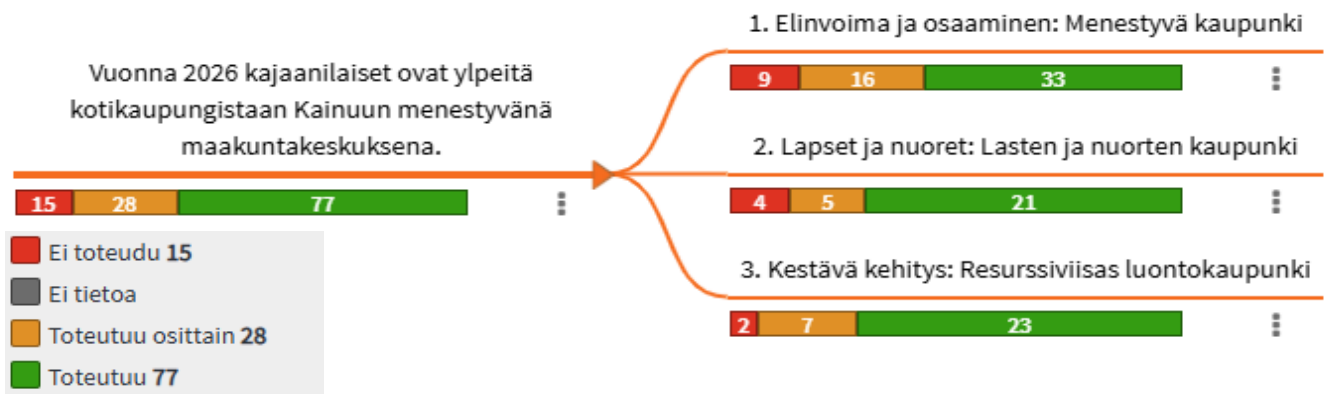 Vuonna 2026 kajaanilaiset ovat ylpeitä
kotikaupungistaan Kainuun menestyvänä
maakuntakeskuksena.
15 28 77
Ei toteudu 15
Ei tietoa
Toteutuu osittain 28
Toteutuu 77
1. Elinvoima ja osaaminen: Menestyvä kaupunki
9 16 33
2. Lapset ja nuoret: Lasten ja nuorten kaupunki
4 5 21
3. Kestävä kehitys: Resurssiviisas luontokaupunki
2 7 23